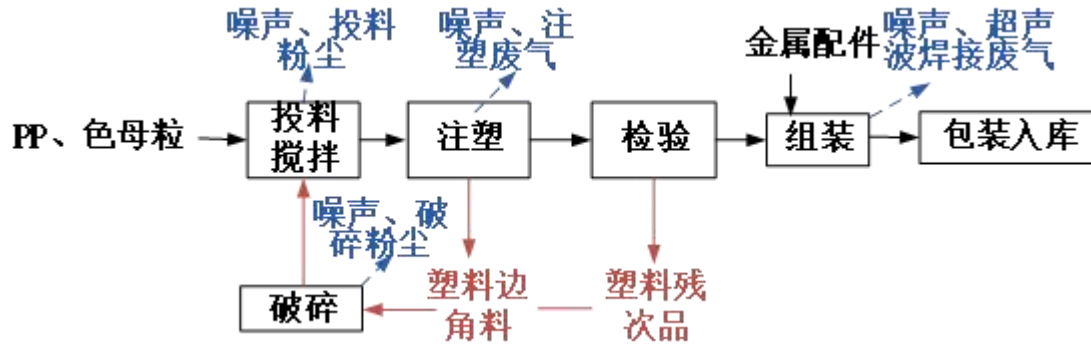 噪声、投料
粉尘
噪声、注
塑废气
金属配件
噪声、超声
波焊接废气
PP、色母粒
投料
搅拌
注塑
检验
组装
包装入库
噪声、破
碎粉尘
破碎
塑料边
角料
塑料残
次品